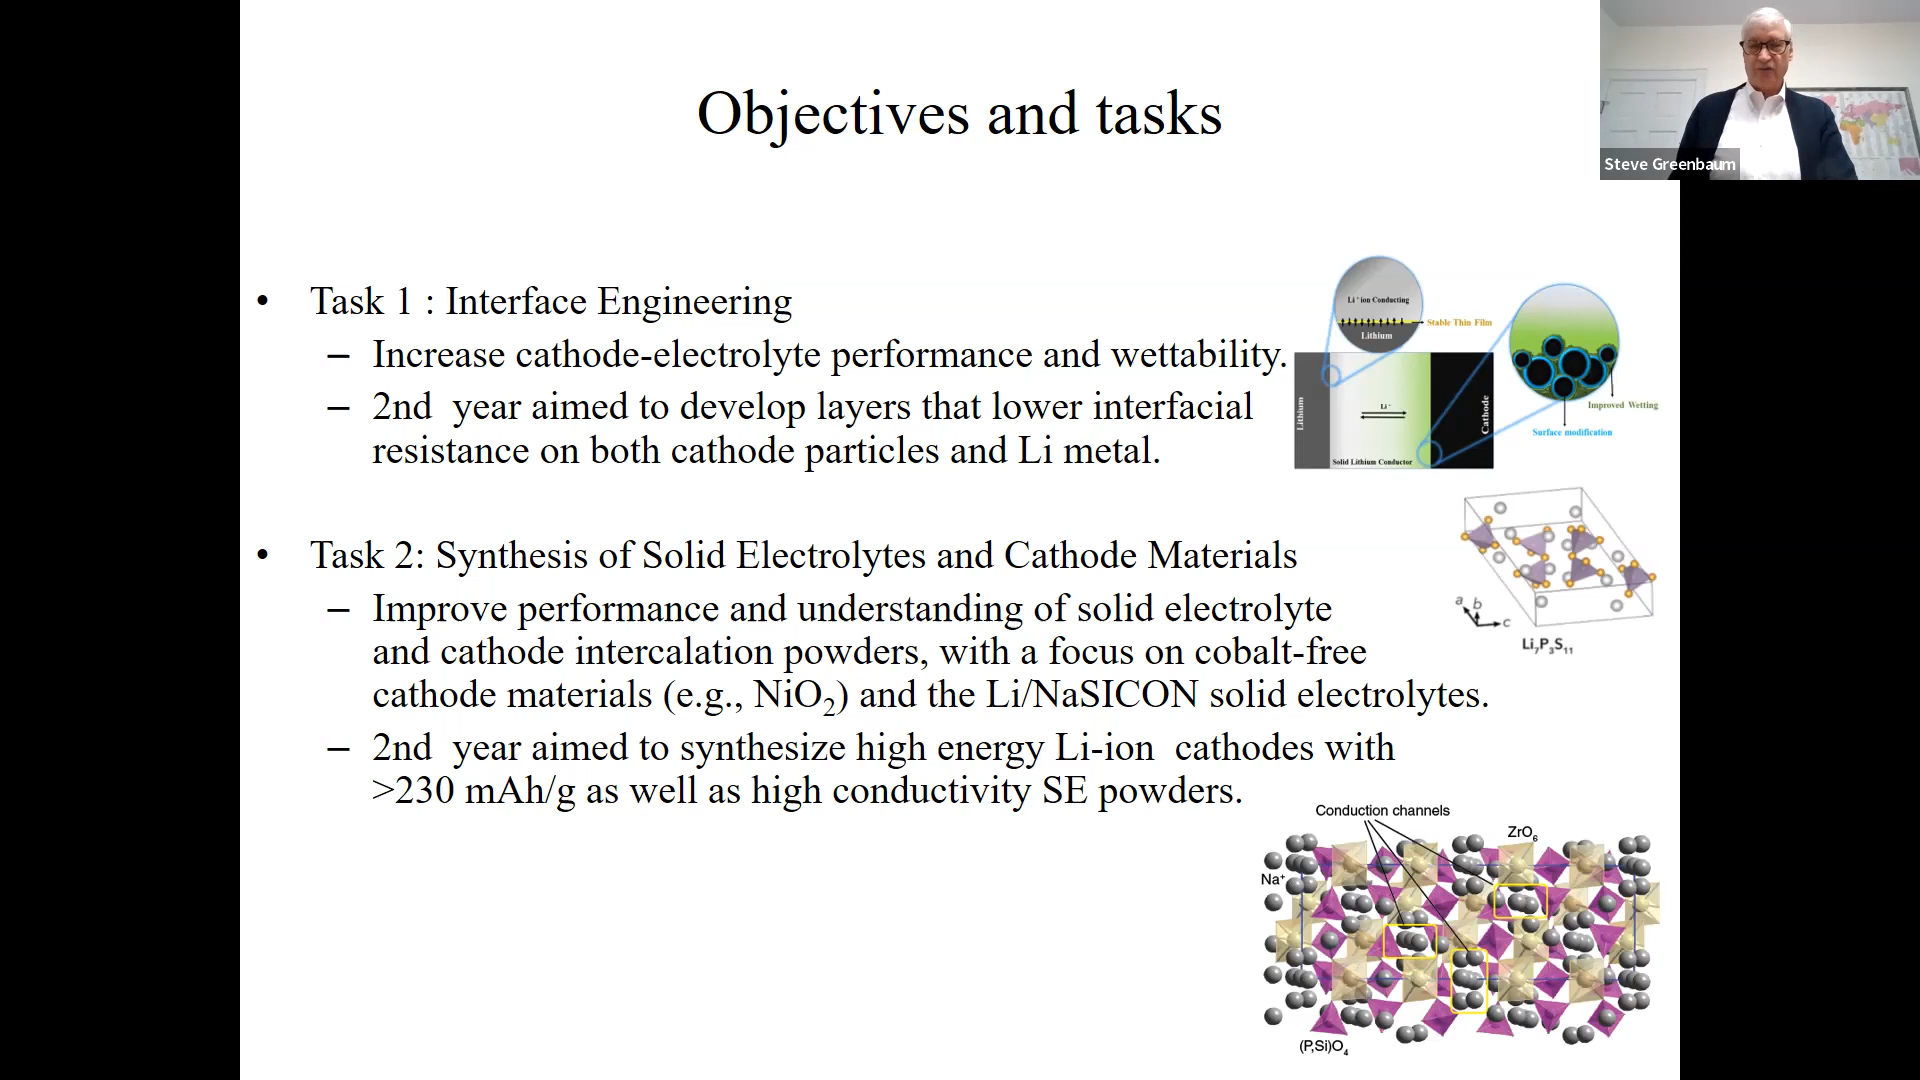 Objectives and tasks
Steve Greenbaum
• Task 1 : Interface Engineering
– Increase cathode-electrolyte performance and wettability.
– 2nd  year aimed to develop layers that lower interfacial
resistance on both cathode particles and Li metal.
• Task 2: Synthesis of Solid Electrolytes and Cathode Materials
– Improve performance and understanding of solid electrolyte
and cathode intercalation powders, with a focus on cobalt-free
cathode materials (e.g., NiO₂) and the Li/NaSICON solid electrolytes.
– 2nd  year aimed to synthesize high energy Li-ion  cathodes with
>230 mAh/g as well as high conductivity SE powders.
Li⁺ ion Conducting
Stable Thin Film
Lithium
Lithium
Li⁺
Cathode
Solid Lithium Conductor
Improved Wetting
Surface modification
a b c
Li₇P₃S₁₁
Conduction channels
ZrO₆
Na⁺
(P,Si)O₄